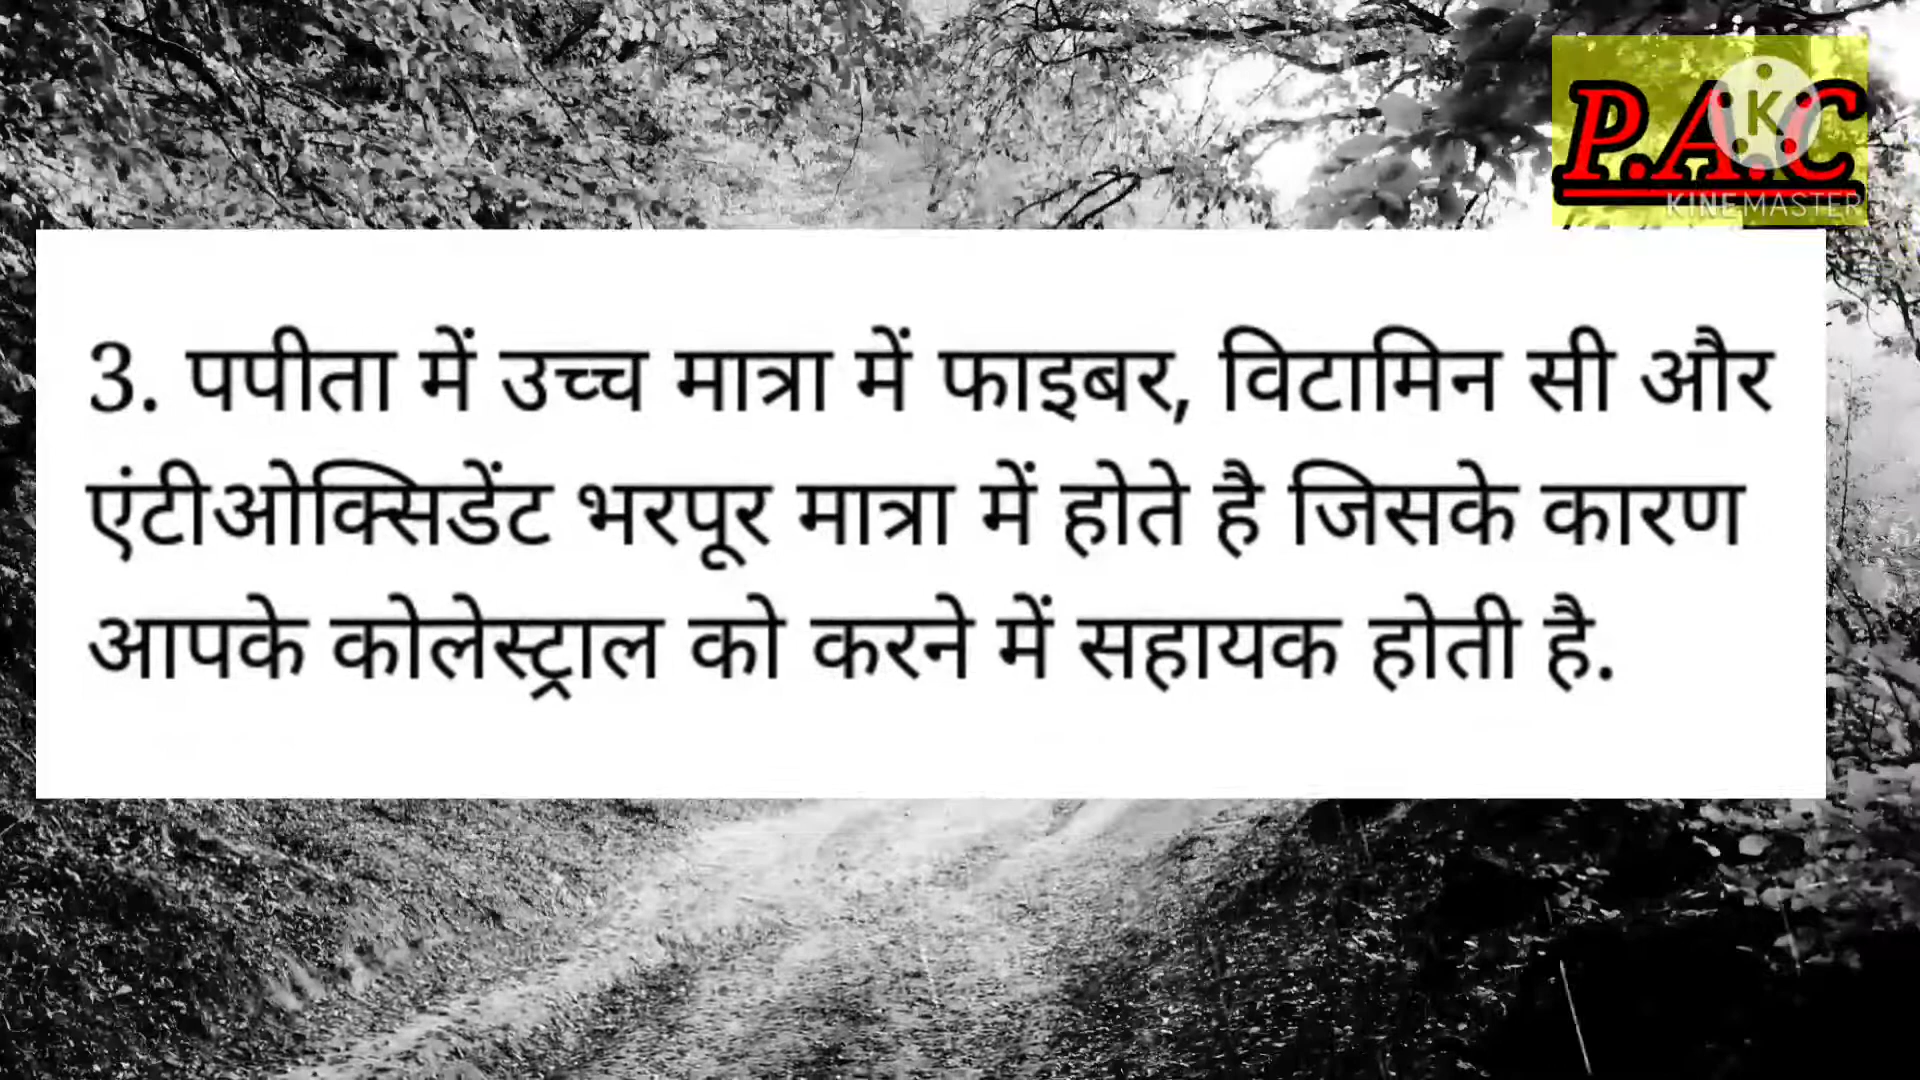 P.A.C
K
KINEMASTER
3. पपीता में उच्च मात्रा में फाइबर, विटामिन सी और
एंटीओक्सिडेंट भरपूर मात्रा में होते है जिसके कारण
आपके कोलेस्ट्राल को करने में सहायक होती है.